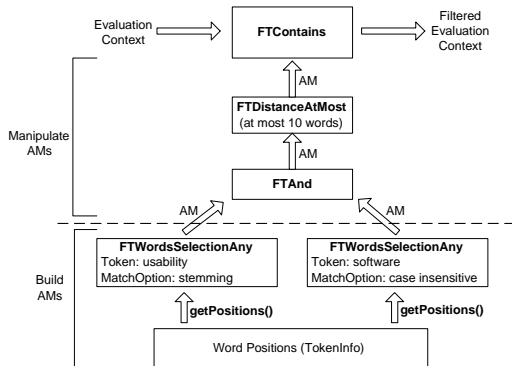 Evaluation
Context
FTContains
Filtered
Evaluation
Context
AM
FTDistanceAtMost
(at most 10 words)
Manipulate
AMs
AM
FTAnd
AM
AM
FTWordsSelectionAny
Token: usability
MatchOption: stemming
FTWordsSelectionAny
Token: software
MatchOption: case insensitive
Build
AMs
getPositions()
getPositions()
Word Positions (TokenInfo)